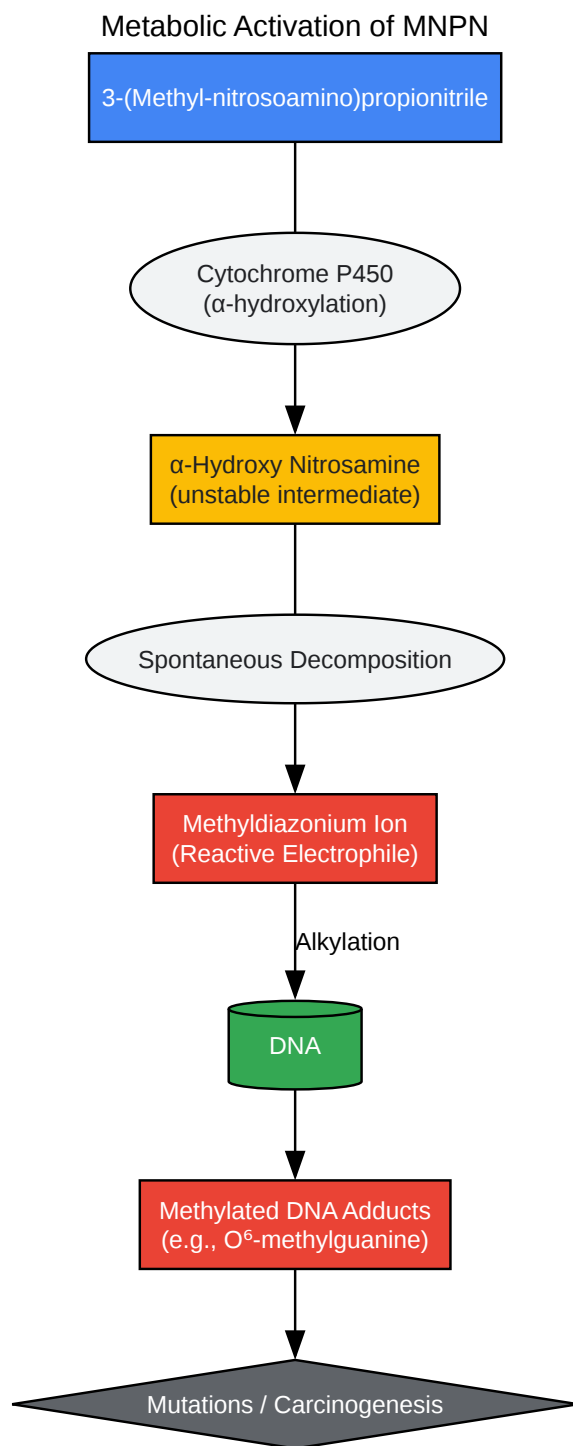 Metabolic Activation of MNPN
3-(Methyl-nitrosoamino)propionitrile
Cytochrome P450
(α-hydroxylation)
α-Hydroxy Nitrosamine
(unstable intermediate)
Spontaneous Decomposition
Methyldiazonium Ion
(Reactive Electrophile)
Alkylation
DNA
Methylated DNA Adducts
(e.g., O⁶-methylguanine)
Mutations / Carcinogenesis